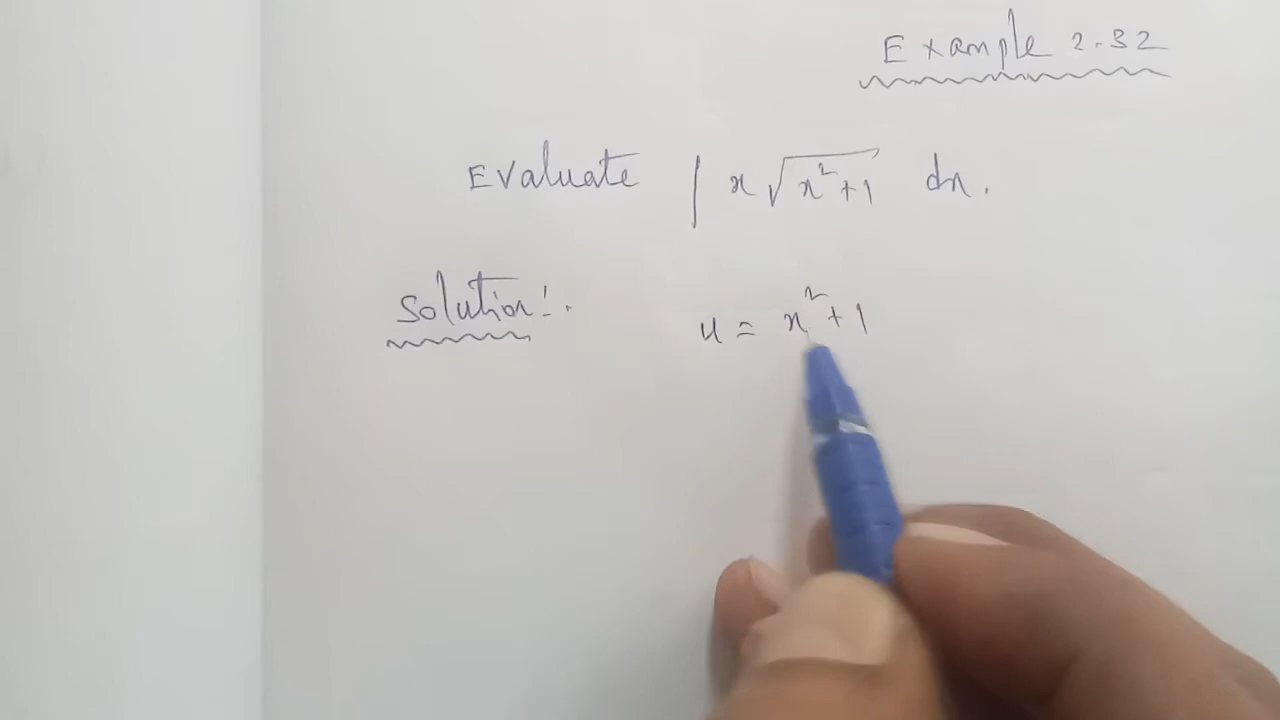 Example 2.32
Evaluate ∫ x √(x²+1) dx.
Solution:.
u = x² + 1